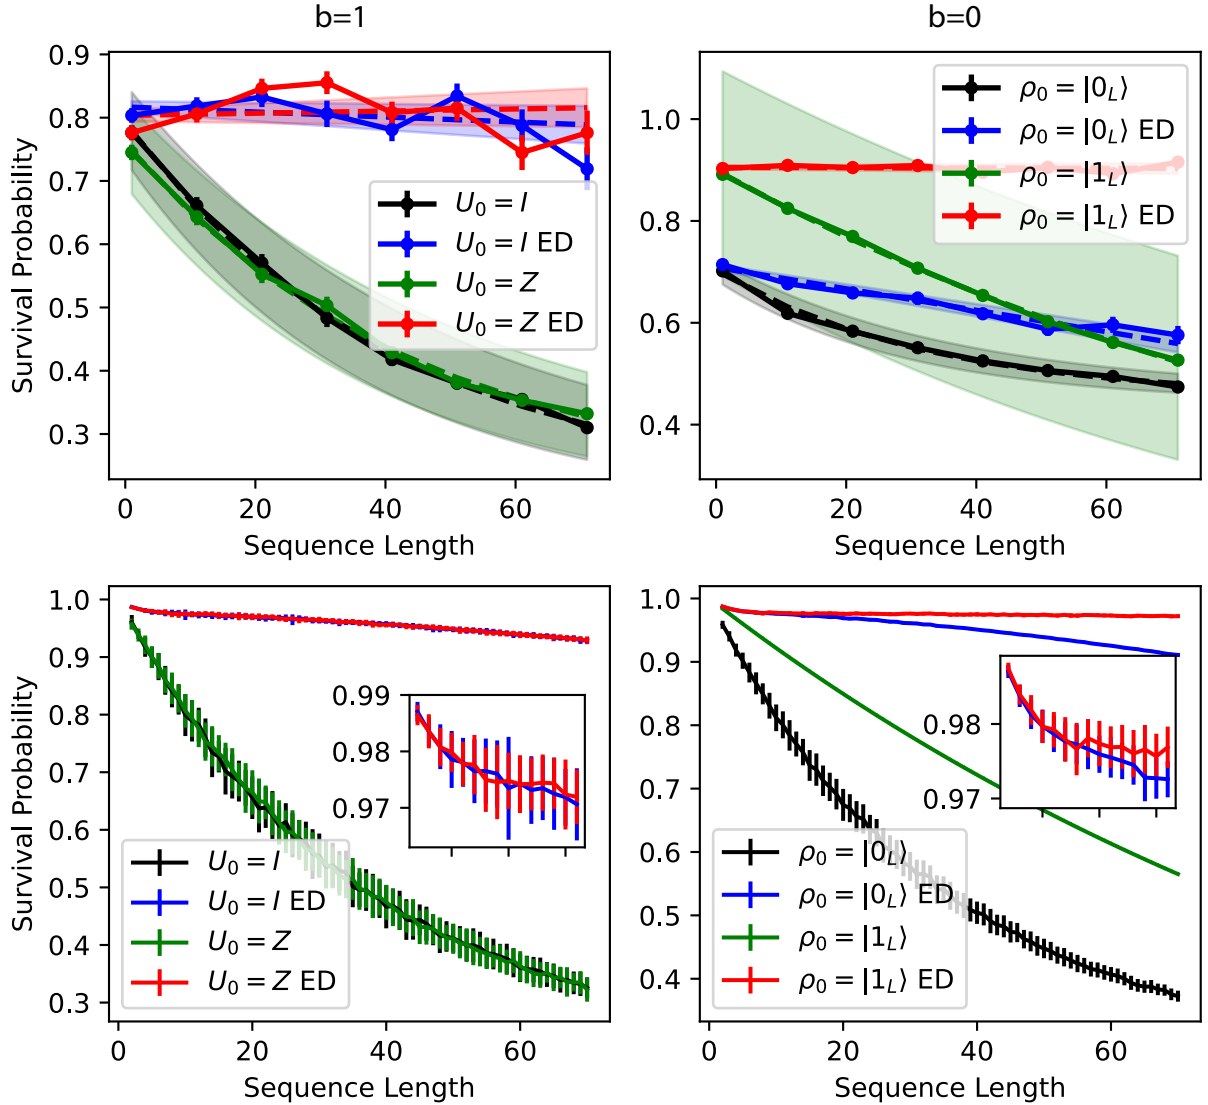 b=1
b=0
0.9
0.8
0.7
0.6
0.5
0.4
0.3
Survival Probability
U₀ = I
U₀ = I ED
U₀ = Z
U₀ = Z ED
0 20 40 60
Sequence Length
1.0
0.8
0.6
0.4
ρ₀ = |0_L⟩
ρ₀ = |0_L⟩ ED
ρ₀ = |1_L⟩
ρ₀ = |1_L⟩ ED
0 20 40 60
Sequence Length
1.0
0.9
0.8
0.7
0.6
0.5
0.4
0.3
Survival Probability
0.99
0.98
0.97
U₀ = I
U₀ = I ED
U₀ = Z
U₀ = Z ED
0 20 40 60
Sequence Length
1.0
0.9
0.8
0.7
0.6
0.5
0.4
0.98
0.97
ρ₀ = |0_L⟩
ρ₀ = |0_L⟩ ED
ρ₀ = |1_L⟩
ρ₀ = |1_L⟩ ED
0 20 40 60
Sequence Length